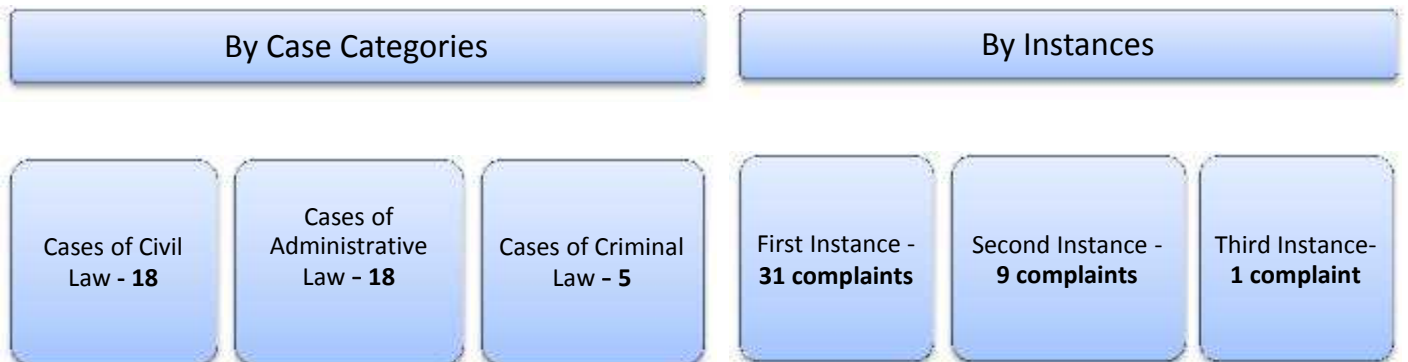 By Case Categories
By Instances
Cases of Civil
Law - 18
Cases of
Administrative
Law – 18
Cases of Criminal
Law – 5
First Instance -
31 complaints
Second Instance -
9 complaints
Third Instance-
1 complaint